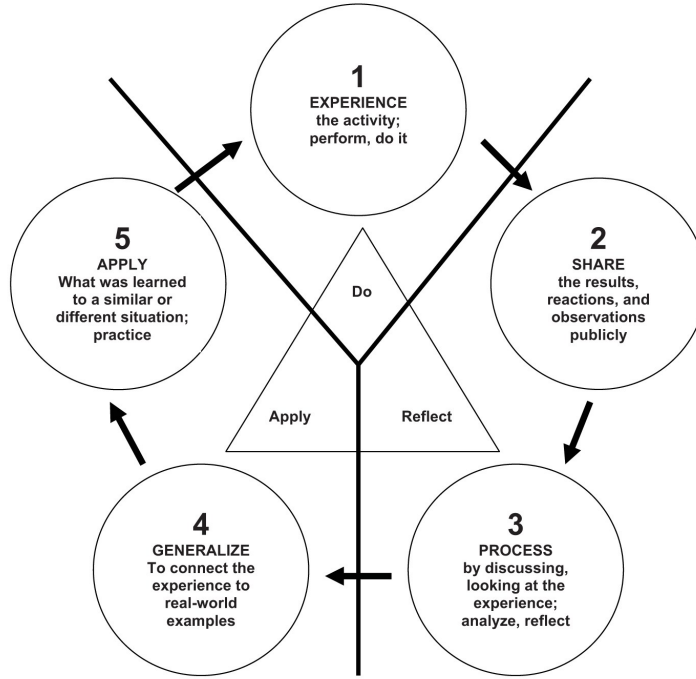 1
EXPERIENCE
the activity;
perform, do it
2
SHARE
the results,
reactions, and
observations
publicly
3
PROCESS
by discussing,
looking at the
experience;
analyze, reflect
4
GENERALIZE
To connect the
experience to
real-world
examples
5
APPLY
What was learned
to a similar or
different situation;
practice
Do
Apply
Reflect